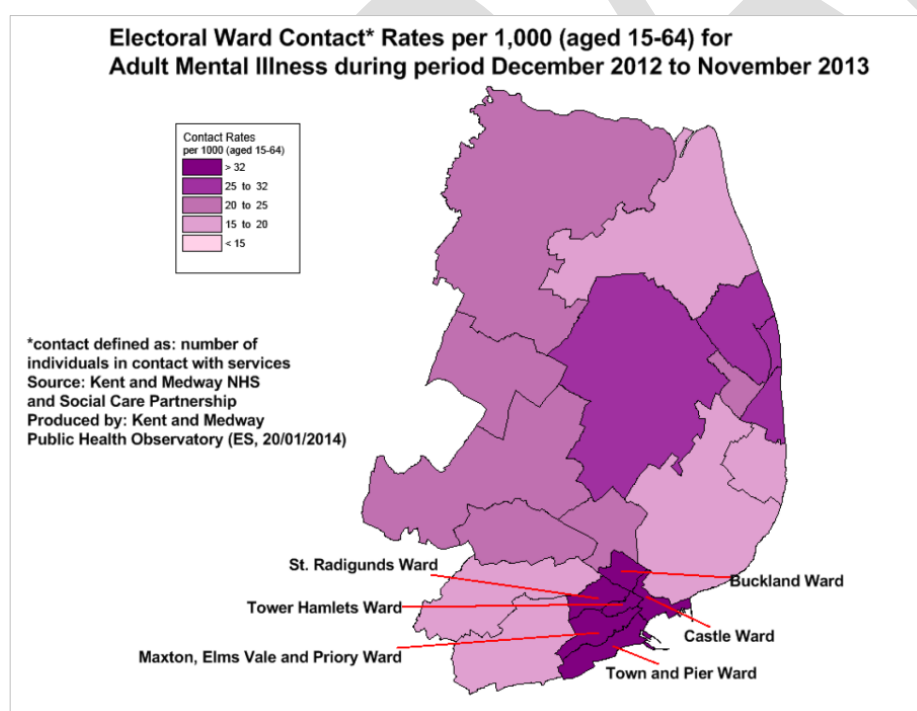 Electoral Ward Contact* Rates per 1,000 (aged 15-64) for
Adult Mental Illness during period December 2012 to November 2013
Contact Rates
per 1000 (aged 15-64)
> 32
25 to 32
20 to 25
15 to 20
< 15
*contact defined as: number of
individuals in contact with services
Source: Kent and Medway NHS
and Social Care Partnership
Produced by: Kent and Medway
Public Health Observatory (ES, 20/01/2014)
St. Radigunds Ward
Buckland Ward
Tower Hamlets Ward
Castle Ward
Maxton, Elms Vale and Priory Ward
Town and Pier Ward